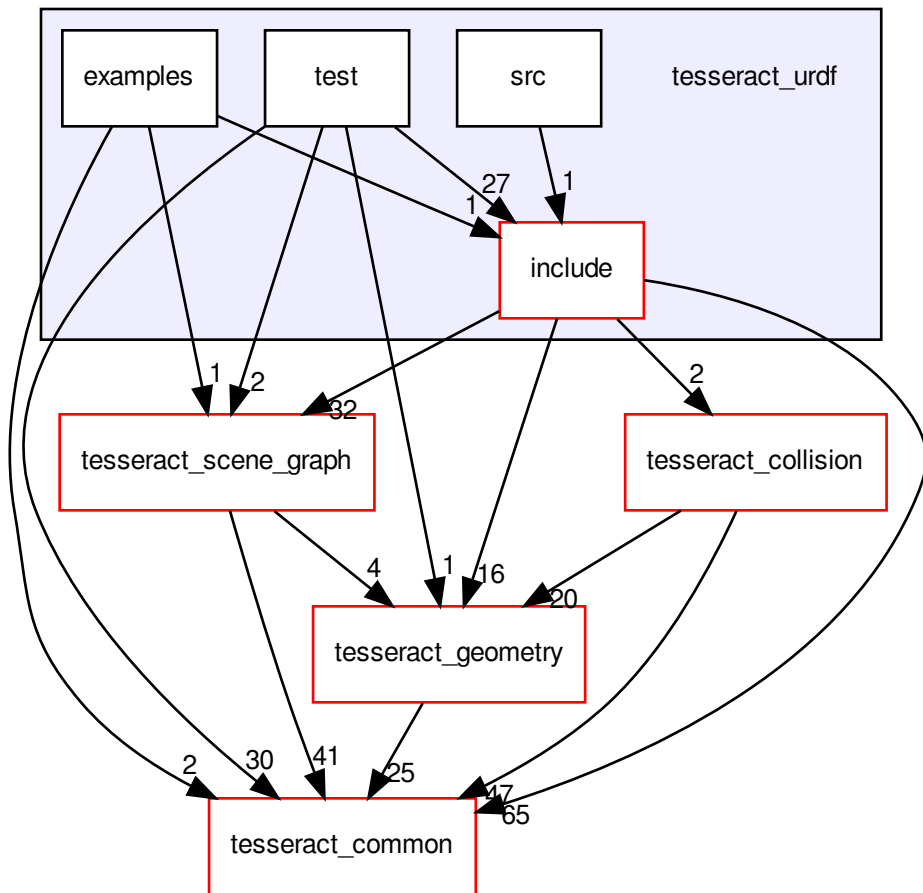 examples
test
src
tesseract_urdf
27
1
1
include
1
2
32
2
tesseract_scene_graph
tesseract_collision
4
1
16
20
tesseract_geometry
2
30
41
25
47
65
tesseract_common